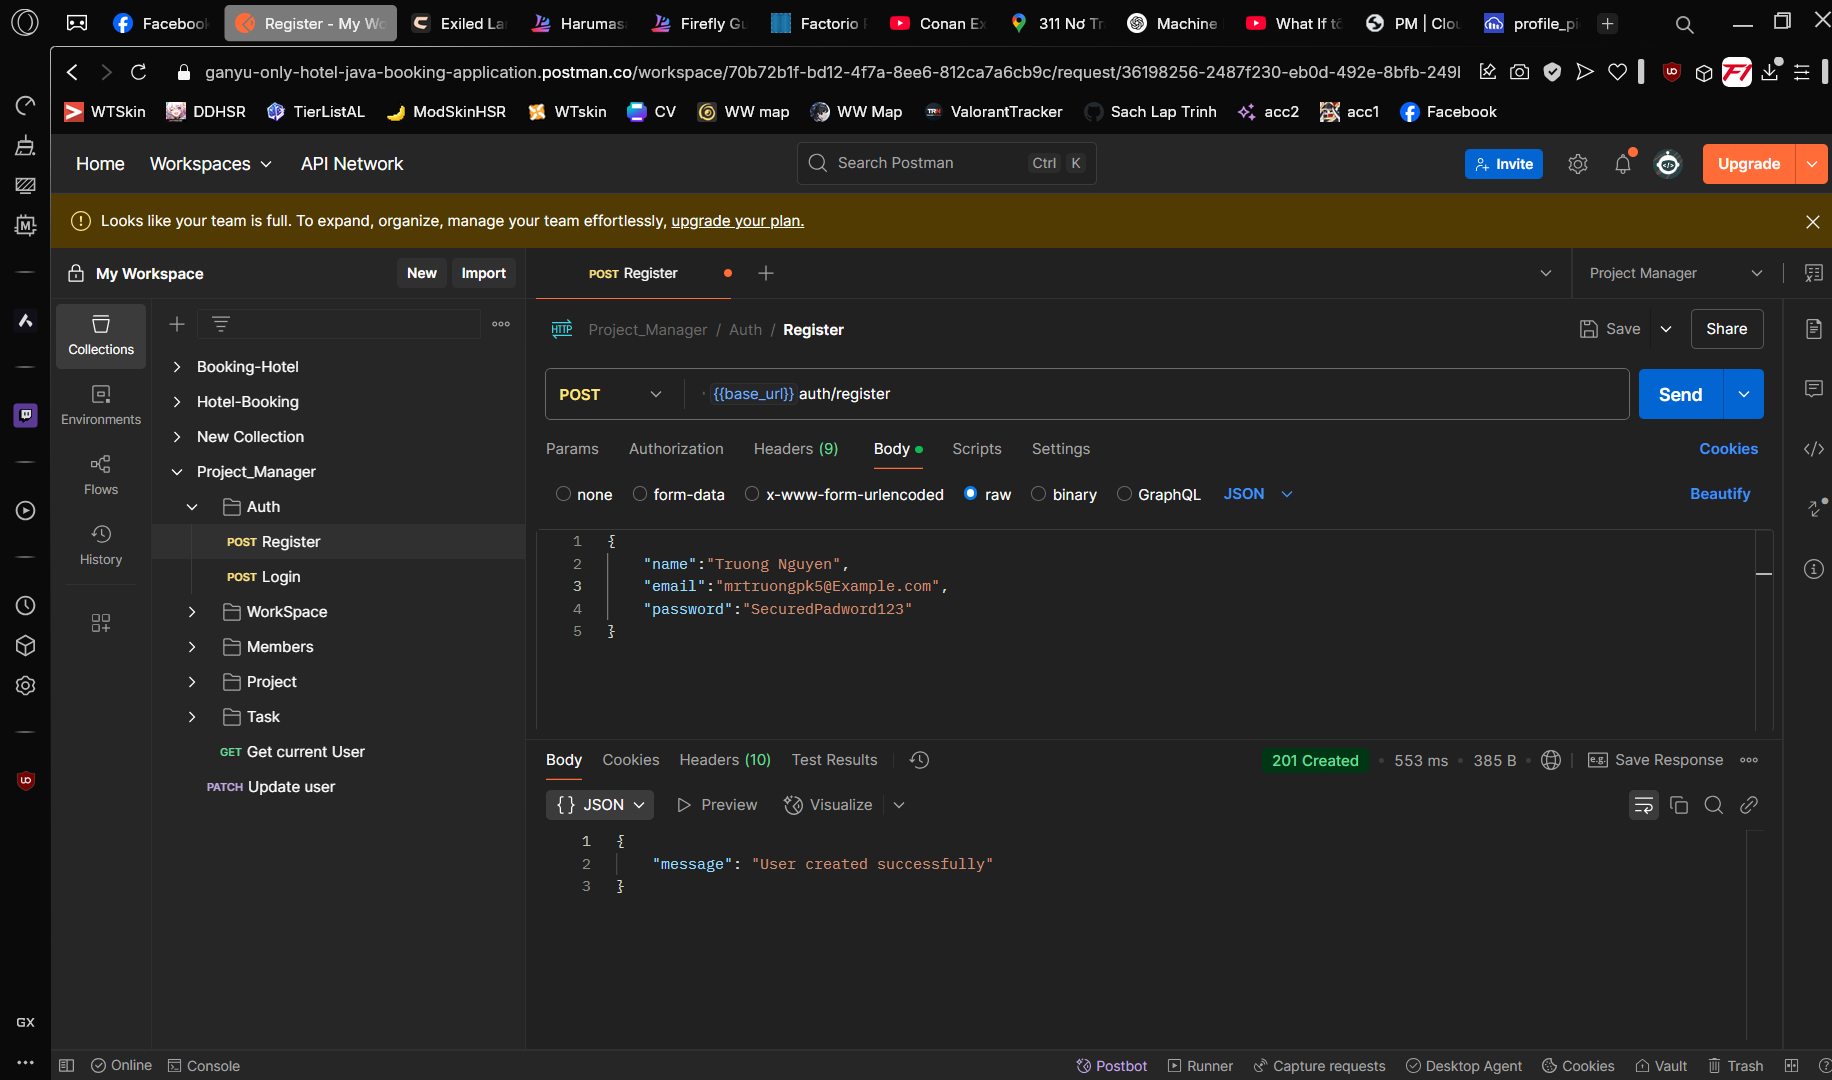 Facebook
Register - My Wo
Exiled La
Harumas
Firefly Gu
Factorio
Conan Ex
311 Nơ Tr
Machine
What If
PM | Clou
profile_pi
ganyu-only-hotel-java-booking-application.postman.co/workspace/70b72b1f-bd12-4f7a-8ee6-812ca7a6cb9c/request/36198256-2487f230-eb0d-492e-8bfb-249l
WTSkin
DDHSR
TierListAL
ModSkinHSR
WTskin
CV
WW map
WW Map
ValorantTracker
Sach Lap Trinh
acc2
acc1
Facebook
Home
Workspaces
API Network
Search Postman
Ctrl K
Invite
Upgrade
Looks like your team is full. To expand, organize, manage your team effortlessly, upgrade your plan.
My Workspace
New
Import
POST Register
Project Manager
Collections
Environments
Flows
History
Booking-Hotel
Hotel-Booking
New Collection
Project_Manager
Auth
POST Register
POST Login
WorkSpace
Members
Project
Task
GET Get current User
PATCH Update user
HTTP
Project_Manager / Auth / Register
Save
Share
POST
{{base_url}} auth/register
Send
Params
Authorization
Headers (9)
Body
Scripts
Settings
Cookies
none
form-data
x-www-form-urlencoded
raw
binary
GraphQL
JSON
Beautify
1 {
2 "name":"Truong Nguyen",
3 "email":"mrtruongpk5@Example.com",
4 "password":"SecuredPadword123"
5 }
Body
Cookies
Headers (10)
Test Results
201 Created
553 ms
385 B
e.g.
Save Response
{} JSON
Preview
Visualize
1 {
2 "message": "User created successfully"
3 }
GX
Online
Console
Postbot
Runner
Capture requests
Desktop Agent
Cookies
Vault
Trash